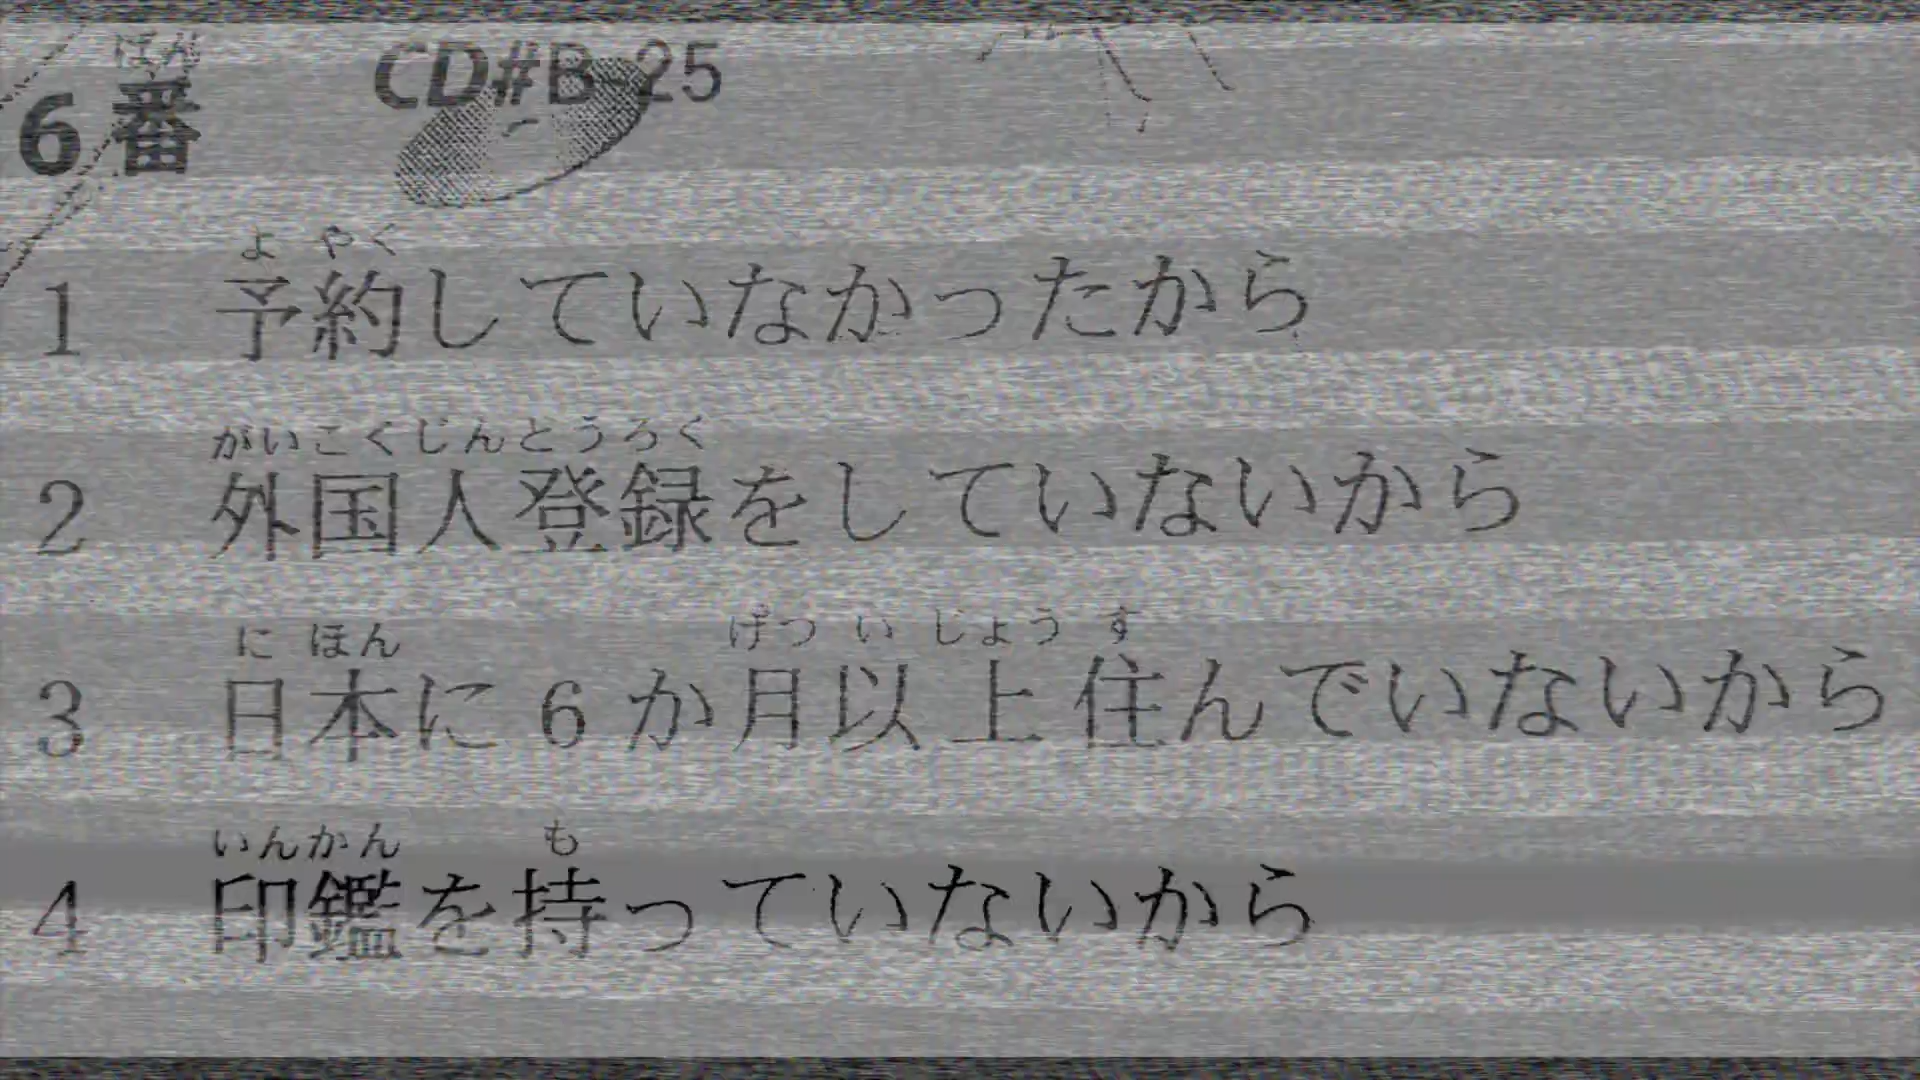 ばん
6番 CD#B-25
よ やく
1 予約していなかったから
がいこくじんとうろく
2 外国人登録をしていないから
に ほん げつ い じょう す
3 日本に6か月以上住んでいないから
いんかん も
4 印鑑を持っていないから